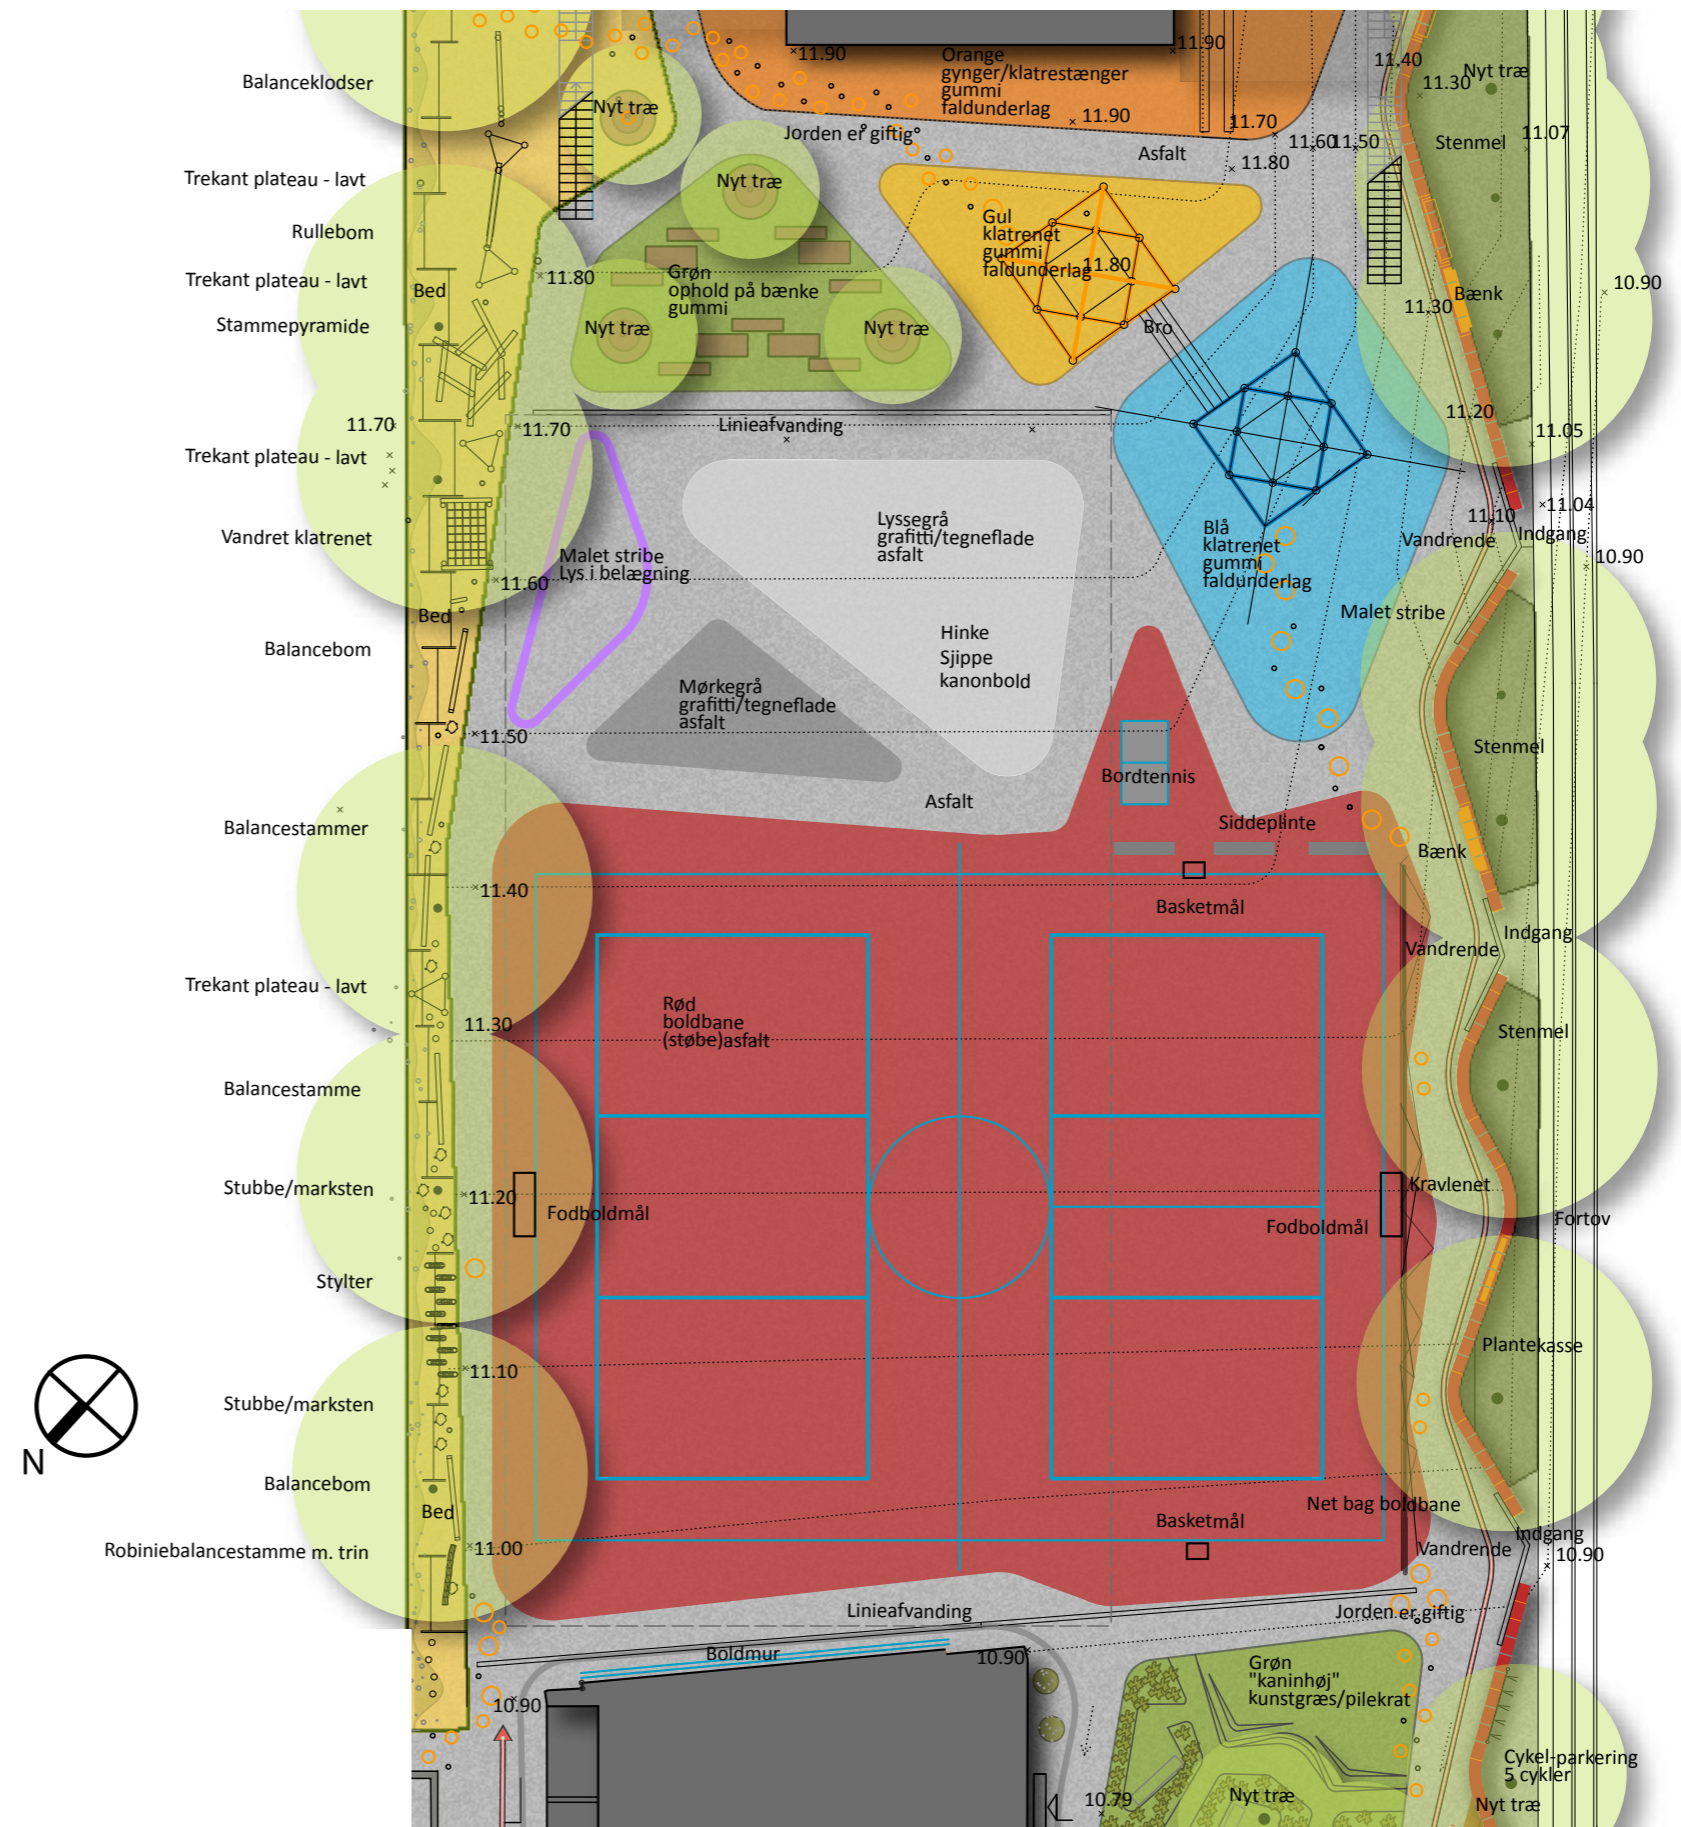 11.90
11.90
Orange
gynger/klatrestænger
gummi
faldunderlag
11.40
Nyt træ
11.30
Balanceklodser
Nyt træ
11.90
11.70
Jorden er giftig
11.60
11.50
11.07
Stenmel
Asfalt
11.80
Trekant plateau - lavt
Nyt træ
Rullebom
Gul
klatrenet
gummi
faldunderlag
11.80
Trekant plateau - lavt
Bed
11.80
Grøn
ophold på bænke
gummi
Bænk
10.90
11.30
Stammepyramide
Nyt træ
Nyt træ
Bro
11.70
11.70
Linieafvanding
11.20
11.05
Trekant plateau - lavt
11.10
11.04
Vandret klatrenet
Lyssegrå
grafitti/tegneflade
asfalt
Blå
klatrenet
gummi
faldunderlag
Vandrende
Indgang
10.90
Malet stribe
Lys i belægning
11.60
Bed
Malet stribe
Balancebom
Hinke
Sjippe
kanonbold
Mørkegrå
grafitti/tegneflade
asfalt
11.50
Stenmel
Bordtennis
Asfalt
Balancestammer
Siddeplinte
Bænk
11.40
Basketmål
Indgang
Vandrende
Trekant plateau - lavt
Rød
boldbane
(støbe)asfalt
11.30
Stenmel
Balancestamme
Stubbe/marksten
11.20
Kravlenet
Fodboldmål
Fodboldmål
Fortov
Stylter
11.10
Plantekasse
Stubbe/marksten
N
Balancebom
Bed
Net bag boldbane
Basketmål
Indgang
Robiniebalancestamme m. trin
11.00
Vandrende
10.90
Linieafvanding
Jorden er giftig
Boldmur
10.90
Grøn
"kaninhøj"
kunstgræs/pilekrat
10.90
Cykel-parkering
5 cykler
10.79
Nyt træ
Nyt træ